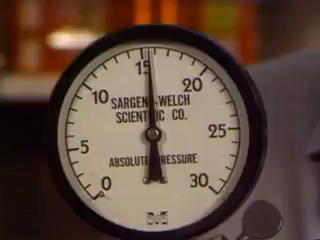 15
10 20
SARGENT-WELCH
SCIENTIFIC CO.
5 25
ABSOLUTE PRESSURE
0 30